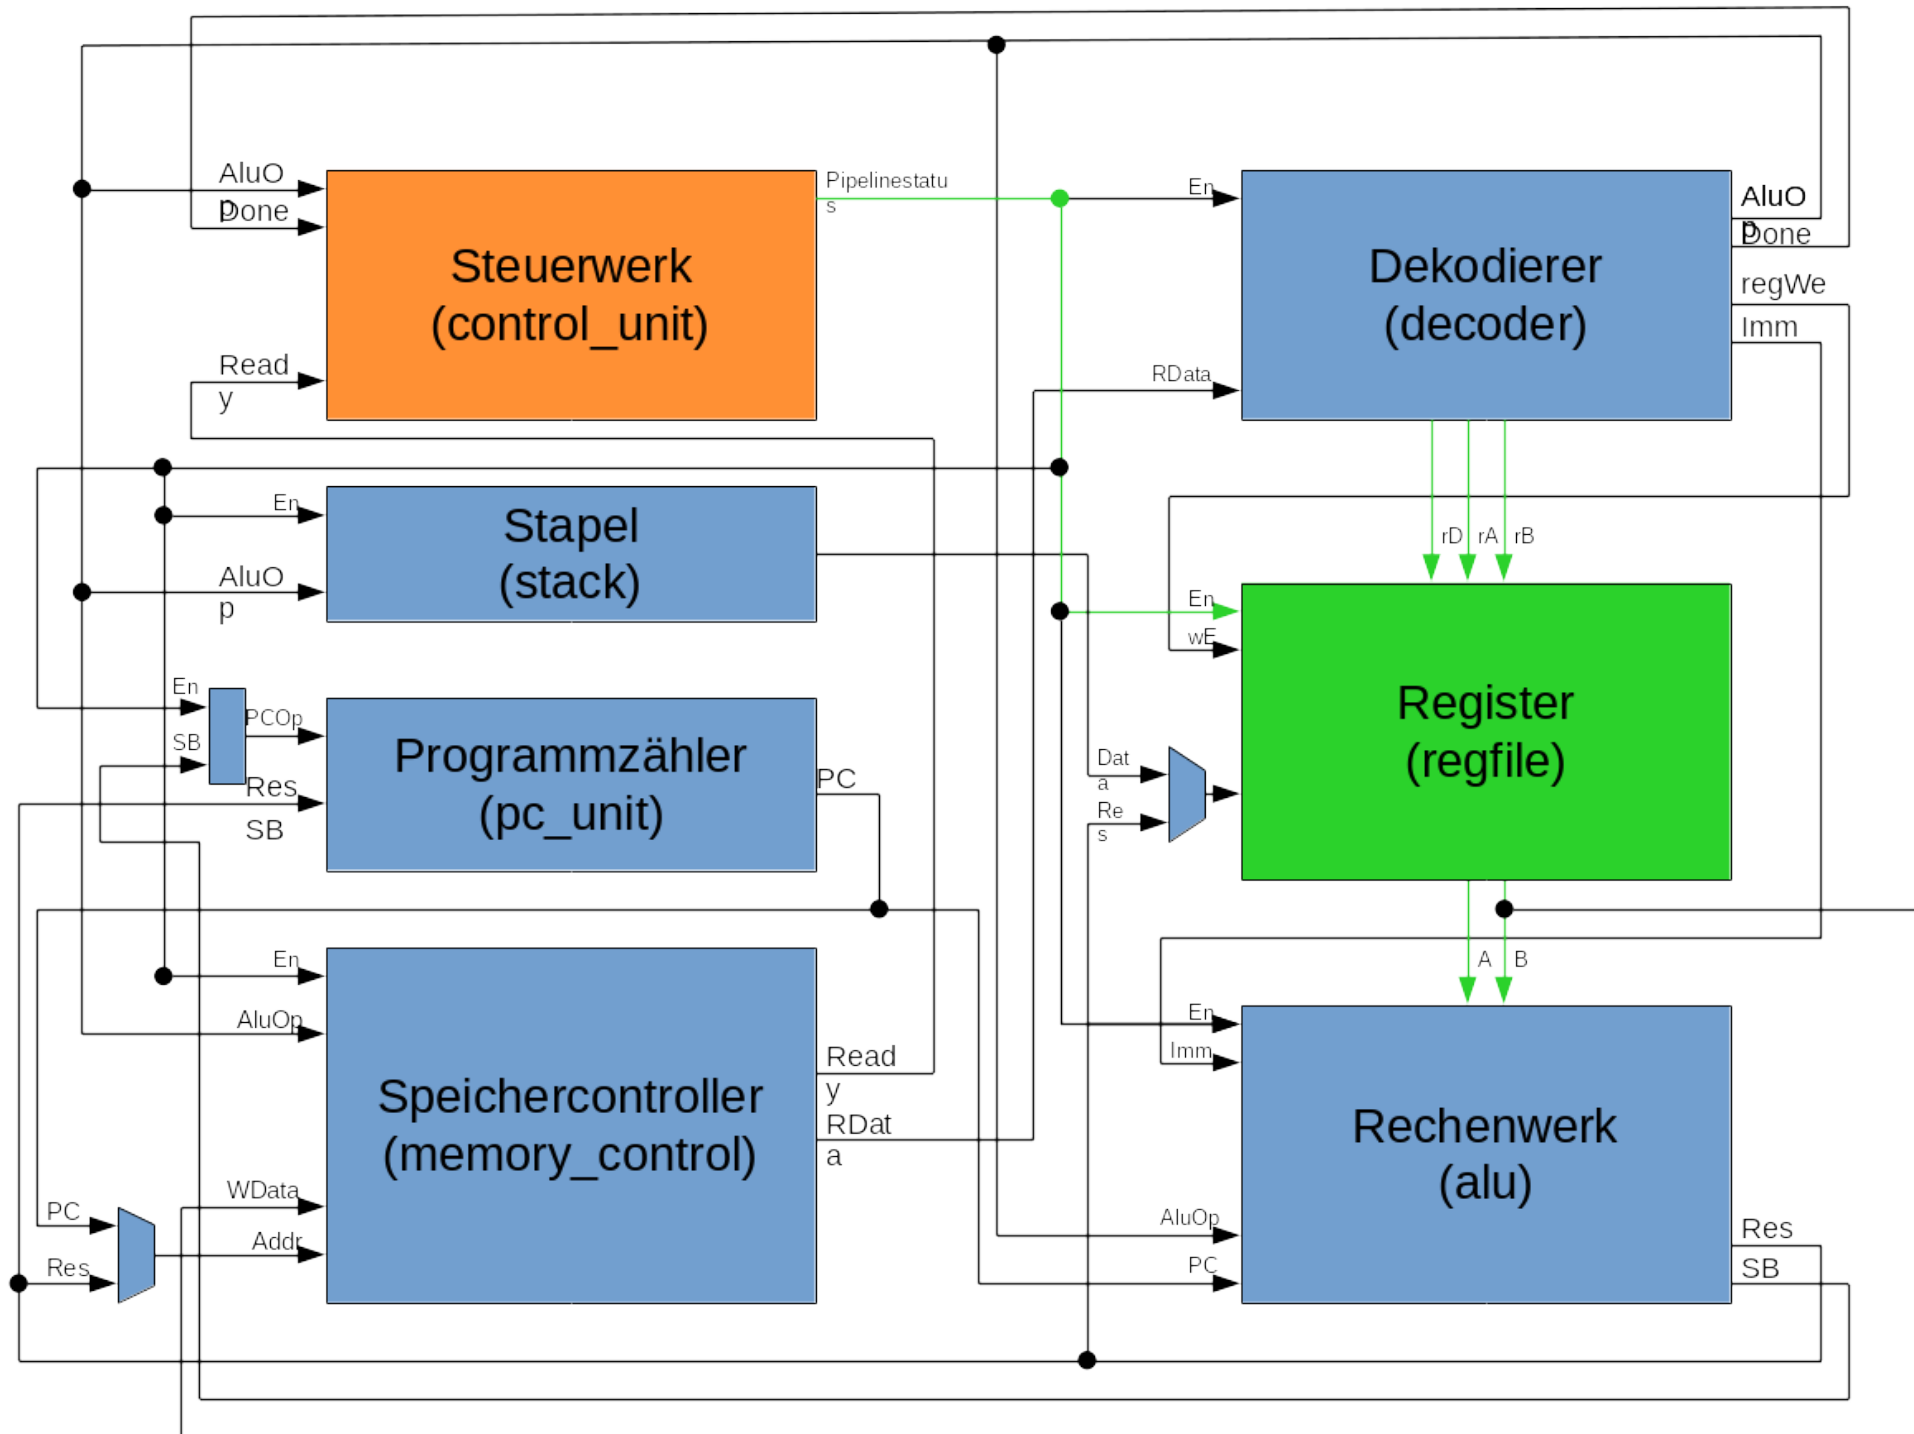 AluO
p
Done
Read
y
Steuerwerk
(control_unit)
Pipelinestatu
s
En
RData
Dekodierer
(decoder)
AluO
p
Done
regWe
Imm
En
AluO
p
Stapel
(stack)
rD
rA
rB
En
wE
Dat
a
Re
s
Register
(regfile)
En
SB
PCOp
Res
SB
Programmzähler
(pc_unit)
PC
A
B
En
AluOp
WData
Addr
PC
Res
Speichercontroller
(memory_control)
Read
y
RDat
a
En
Imm
AluOp
PC
Rechenwerk
(alu)
Res
SB